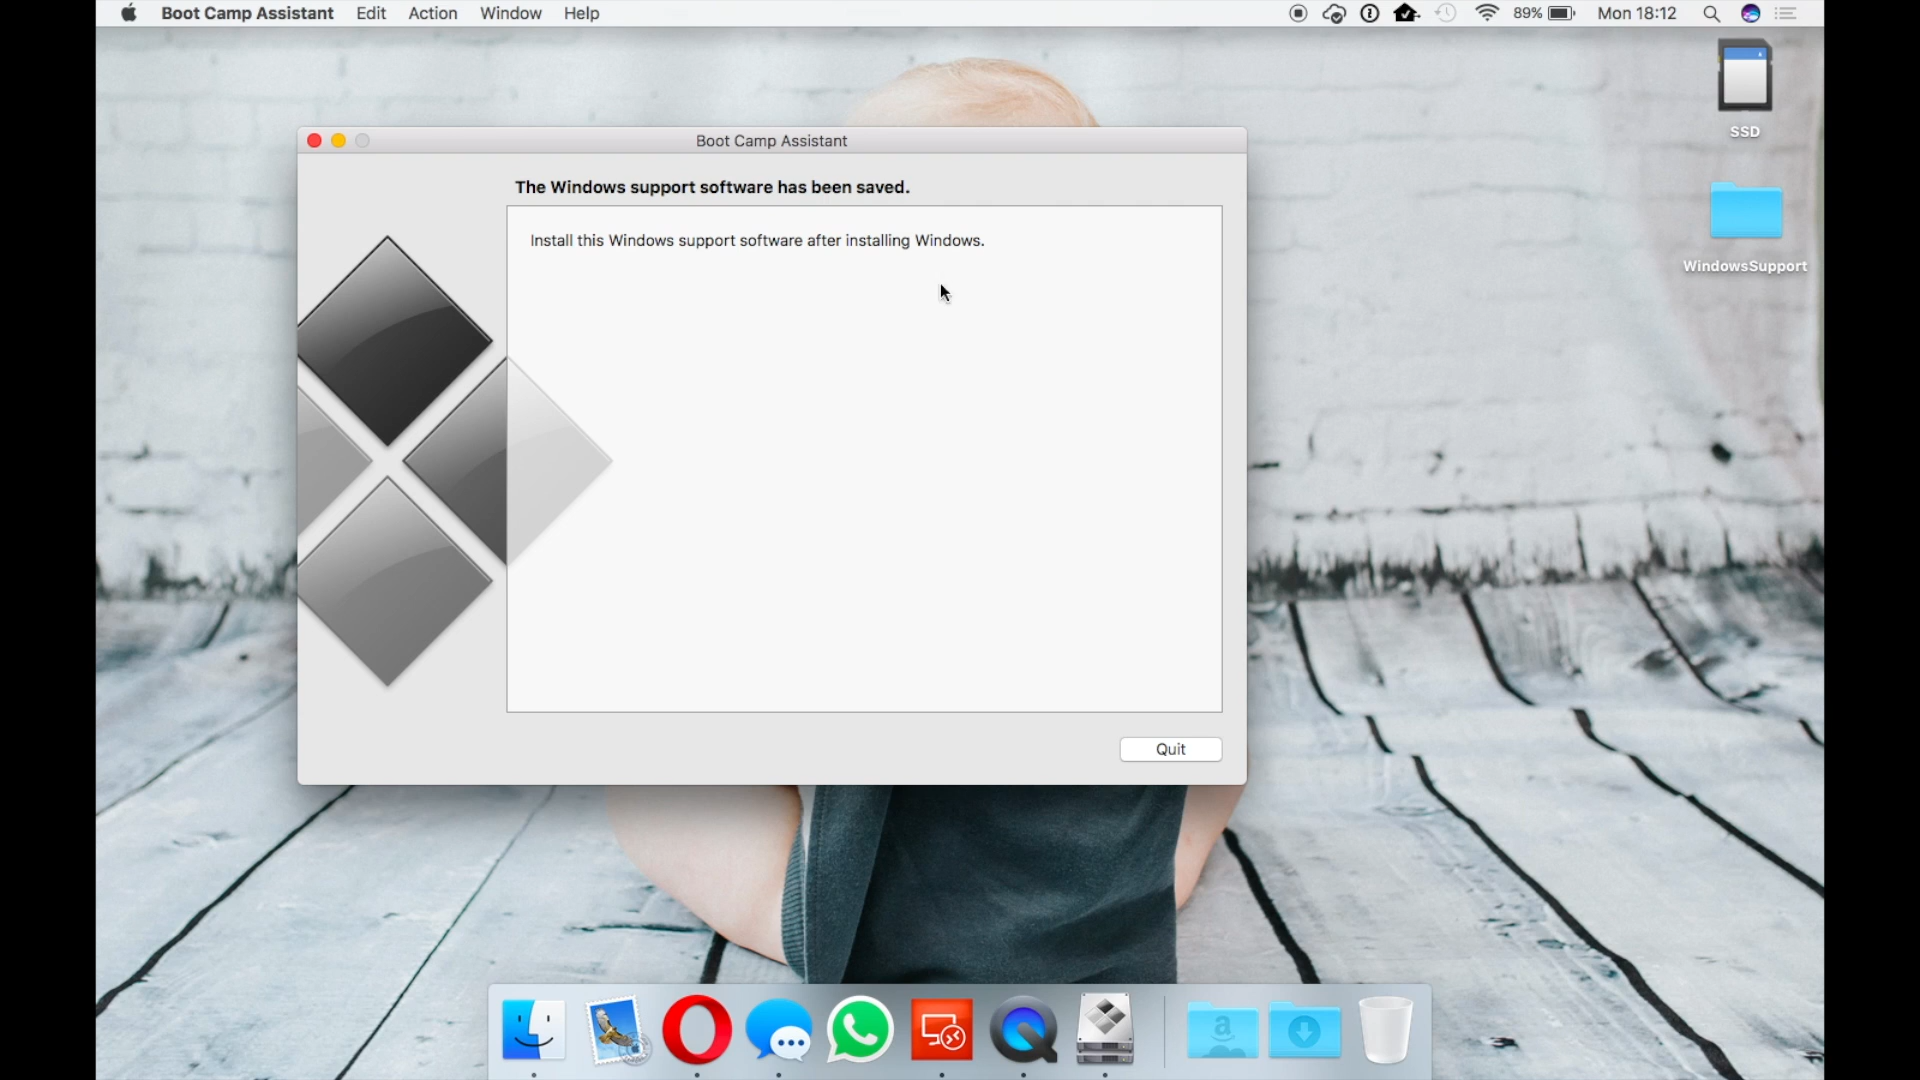 Boot Camp Assistant Edit Action Window Help 89% Mon 18:12
SSD
WindowsSupport
Boot Camp Assistant
The Windows support software has been saved.
Install this Windows support software after installing Windows.
Quit